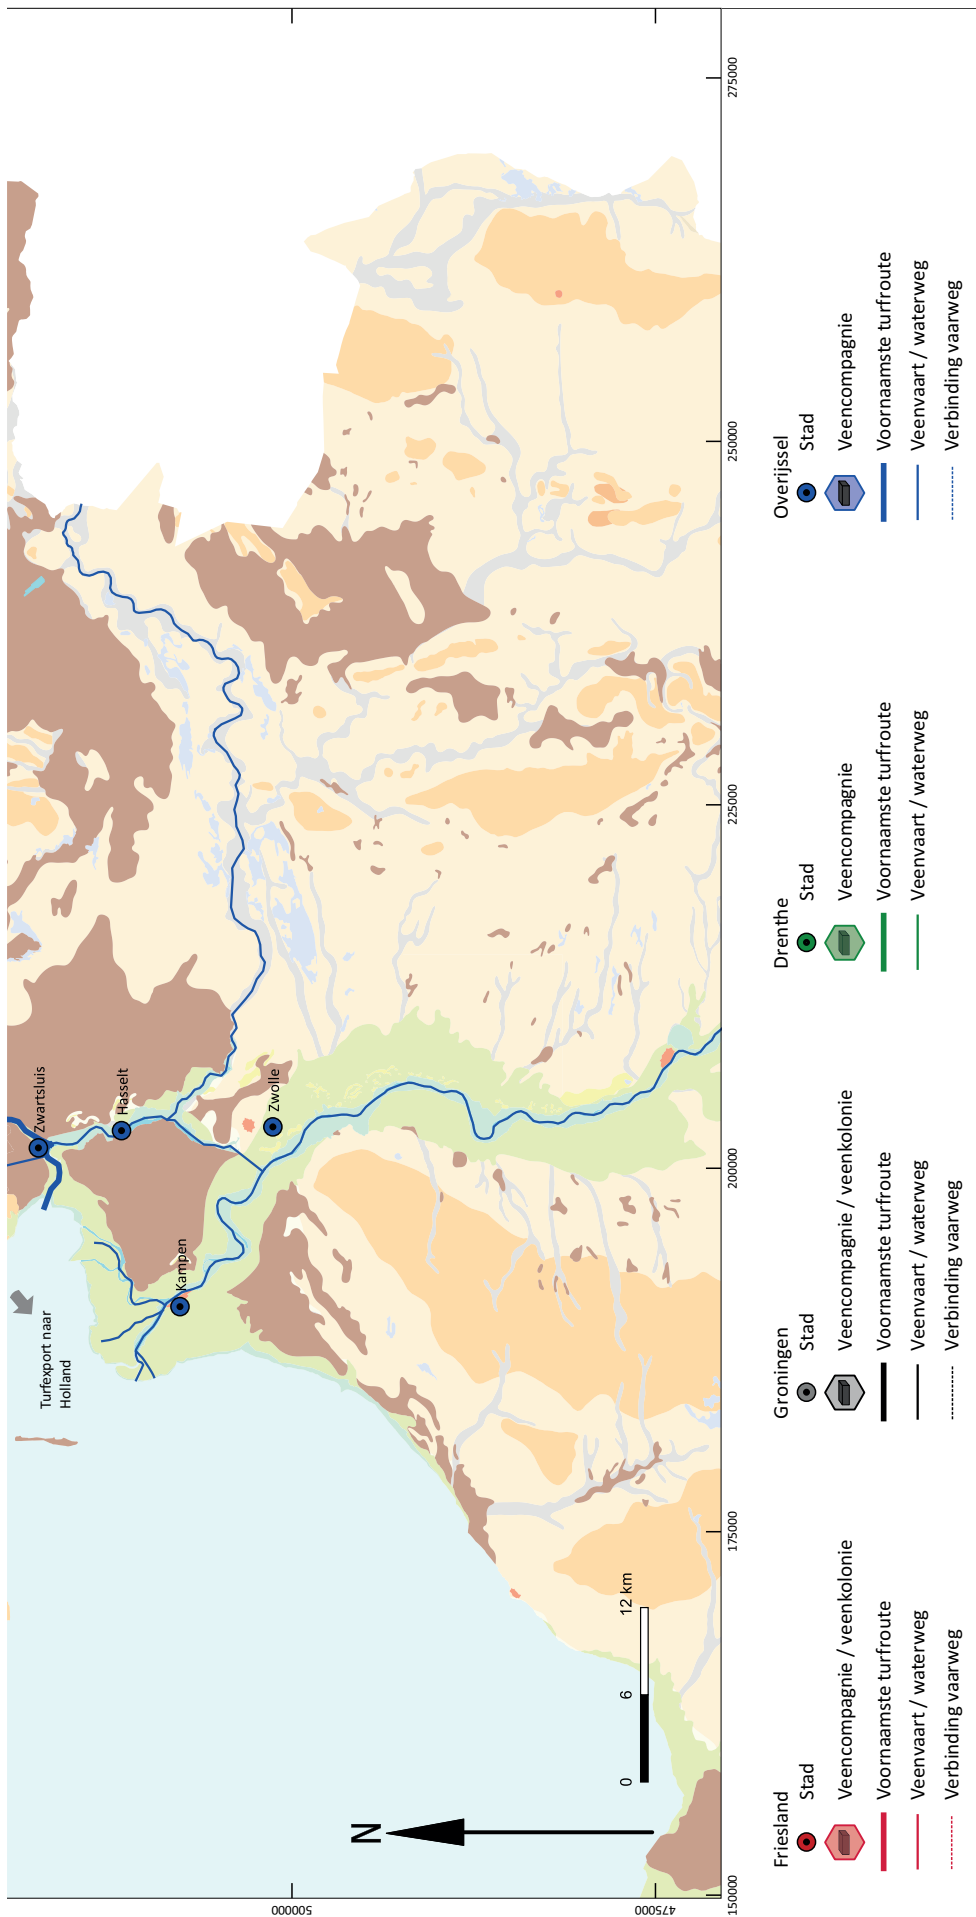 Zwartsluis
Hasselt
Zwolle
Kampen
Turfexport naar
Holland
N
0
6
12 km
500000
475000
150000
175000
200000
225000
250000
275000
Friesland
Stad
Veencompagnie / veenkolonie
Voornaamste turfroute
Veenvaart / waterweg
Verbinding vaarweg
Groningen
Stad
Veencompagnie / veenkolonie
Voornaamste turfroute
Veenvaart / waterweg
Verbinding vaarweg
Drenthe
Stad
Veencompagnie
Voornaamste turfroute
Veenvaart / waterweg
Overijssel
Stad
Veencompagnie
Voornaamste turfroute
Veenvaart / waterweg
Verbinding vaarweg